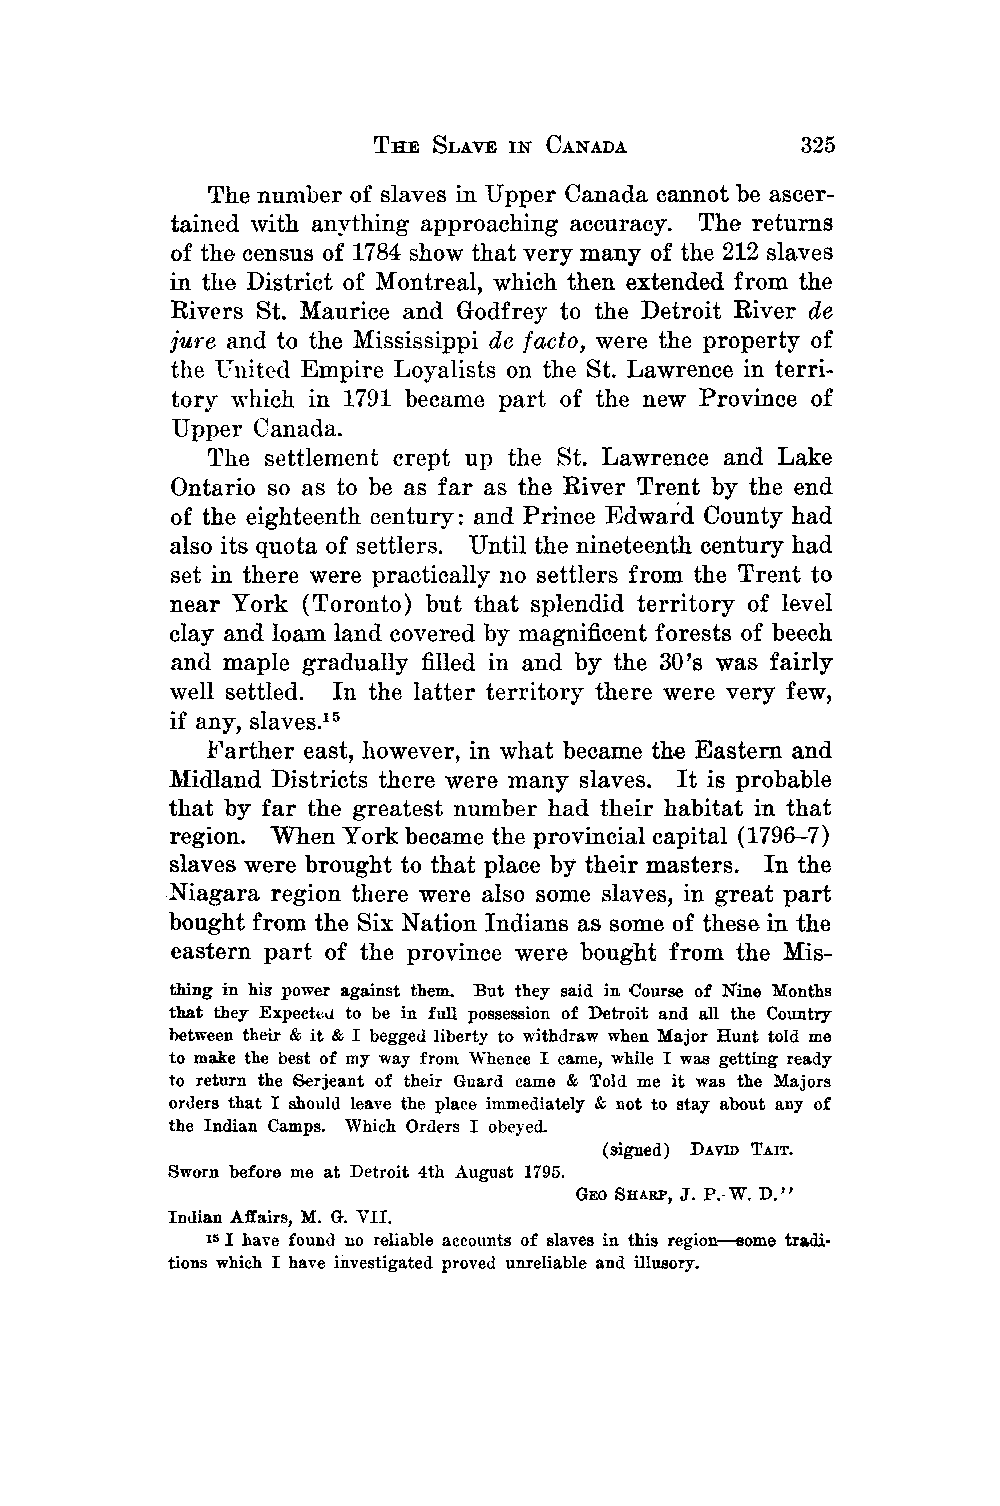 THE SLAVE IN CANADA 325
The number of slaves in Upper Canada cannot be ascer-
tained with anything approaching accuracy. The returns
of the census of 1784 show that very many of the 212 slaves
in the District of Montreal, which then extended from the
Rivers St. Maurice and Godfrey to the Detroit River de
jure and to the Mississippi de facto, were the property of
the United Empire Loyalists on the St. Lawrence in terri-
tory which in 1791 became part of the new Province of
Upper Canada.
The settlement crept up the St. Lawrence and Lake
Ontario so as to be as far as the River Trent by the end
of the eighteenth century: and Prince Edward County had
also its quota of settlers. Until the nineteenth century had
set in there were practically no settlers from the Trent to
near York (Toronto) but that splendid territory of level
clay and loam land covered by magnificent forests of beech
and maple gradually filled in and by the 30's was fairly
well settled. In the latter territory there were very few,
if any, slaves.¹⁵
Farther east, however, in what became the Eastern and
Midland Districts there were many slaves. It is probable
that by far the greatest number had their habitat in that
region. When York became the provincial capital (1796–7)
slaves were brought to that place by their masters. In the
Niagara region there were also some slaves, in great part
bought from the Six Nation Indians as some of these in the
eastern part of the province were bought from the Mis-
thing in his power against them. But they said in Course of Nine Months
that they Expected to be in full possession of Detroit and all the Country
between their & it & I begged liberty to withdraw when Major Hunt told me
to make the best of my way from Whence I came, while I was getting ready
to return the Serjeant of their Guard came & Told me it was the Majors
orders that I should leave the place immediately & not to stay about any of
the Indian Camps. Which Orders I obeyed.
(signed) DAVID TAIT.
Sworn before me at Detroit 4th August 1795.
GEO SHARP, J. P. W. D."
Indian Affairs, M. G. VII.
¹⁵ I have found no reliable accounts of slaves in this region—some tradi-
tions which I have investigated proved unreliable and illusory.